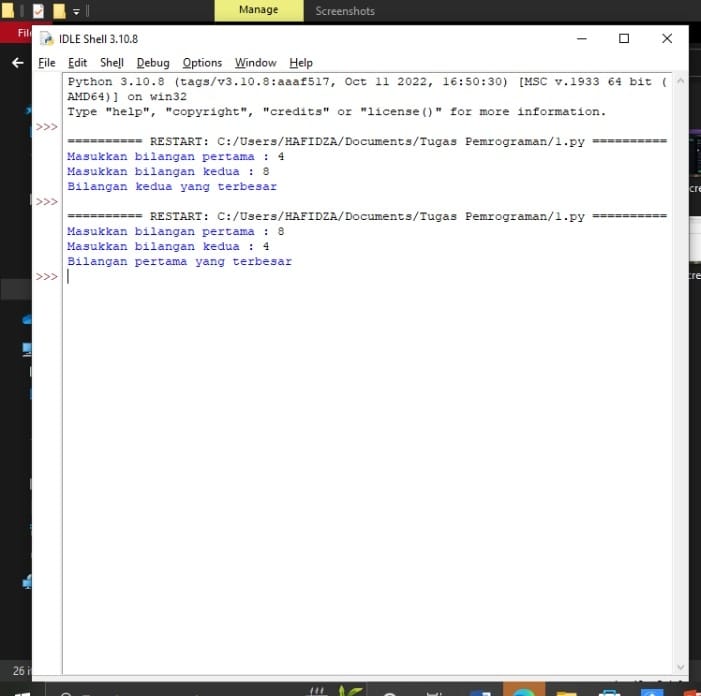 Manage
Screenshots
IDLE Shell 3.10.8
File Edit Shell Debug Options Window Help
Python 3.10.8 (tags/v3.10.8:aaaf517, Oct 11 2022, 16:50:30) [MSC v.1933 64 bit (
AMD64)] on win32
Type "help", "copyright", "credits" or "license()" for more information.
>>>
========== RESTART: C:/Users/HAFIDZA/Documents/Tugas Pemrograman/1.py ==========
Masukkan bilangan pertama : 4
Masukkan bilangan kedua : 8
Bilangan kedua yang terbesar
>>>
========== RESTART: C:/Users/HAFIDZA/Documents/Tugas Pemrograman/1.py ==========
Masukkan bilangan pertama : 8
Masukkan bilangan kedua : 4
Bilangan pertama yang terbesar
>>>
26